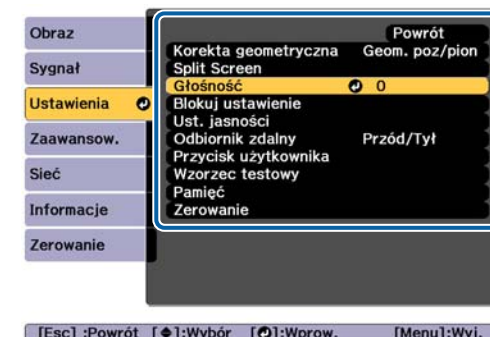 Obraz
Sygnał
Ustawienia
Zaawansow.
Sieć
Informacje
Zerowanie
Powrót
Korekta geometryczna Geom. poz/pion
Split Screen
Głośność 0
Blokuj ustawienie
Ust. jasności
Odbiornik zdalny Przód/Tył
Przycisk użytkownika
Wzorzec testowy
Pamięć
Zerowanie
[Esc] :Powrót [ ]:Wybór [ ]:Wprow. [Menu]:Wyj.